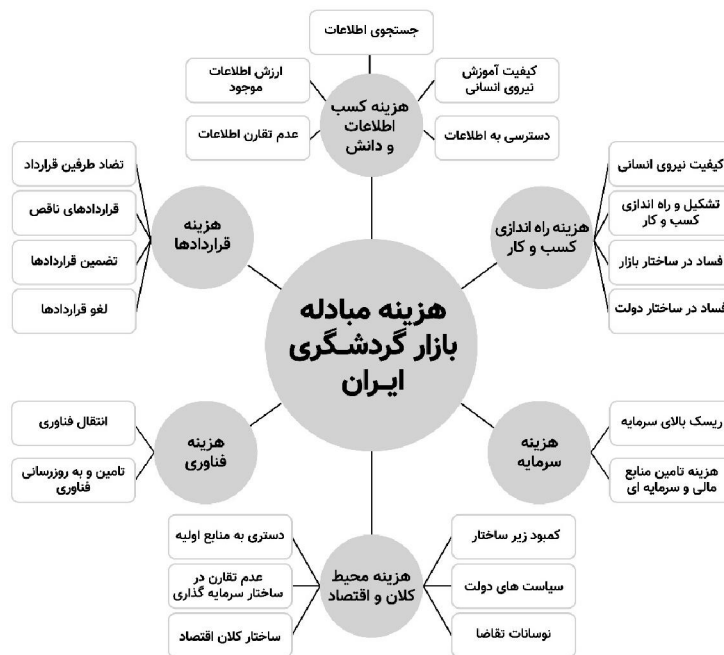 جستجوی اطلاعات
کیفیت آموزش
نیروی انسانی
ارزش اطلاعات
موجود
هزینه کسب
اطلاعات
و دانش
دسترسی به اطلاعات
عدم تقارن اطلاعات
کیفیت نیروی انسانی
تشکیل و راه اندازی
کسب و کار
فساد در ساختار بازار
فساد در ساختار دولت
هزینه راه اندازی
کسب و کار
هزینه
قراردادها
تضاد طرفین قرارداد
قراردادهای ناقص
تضمین قراردادها
لغو قراردادها
هزینه مبادله
بازار گردشگری
ایران
ریسک بالای سرمایه
هزینه تامین منابع
مالی و سرمایه ای
هزینه
سرمایه
هزینه
فناوری
انتقال فناوری
تامین و به روزرسانی
فناوری
کمبود زیر ساختار
سیاست های دولت
نوسانات تقاضا
هزینه محیط
کلان و اقتصاد
دستری به منابع اولیه
عدم تقارن در
ساختار سرمایه گذاری
ساختار کلان اقتصاد